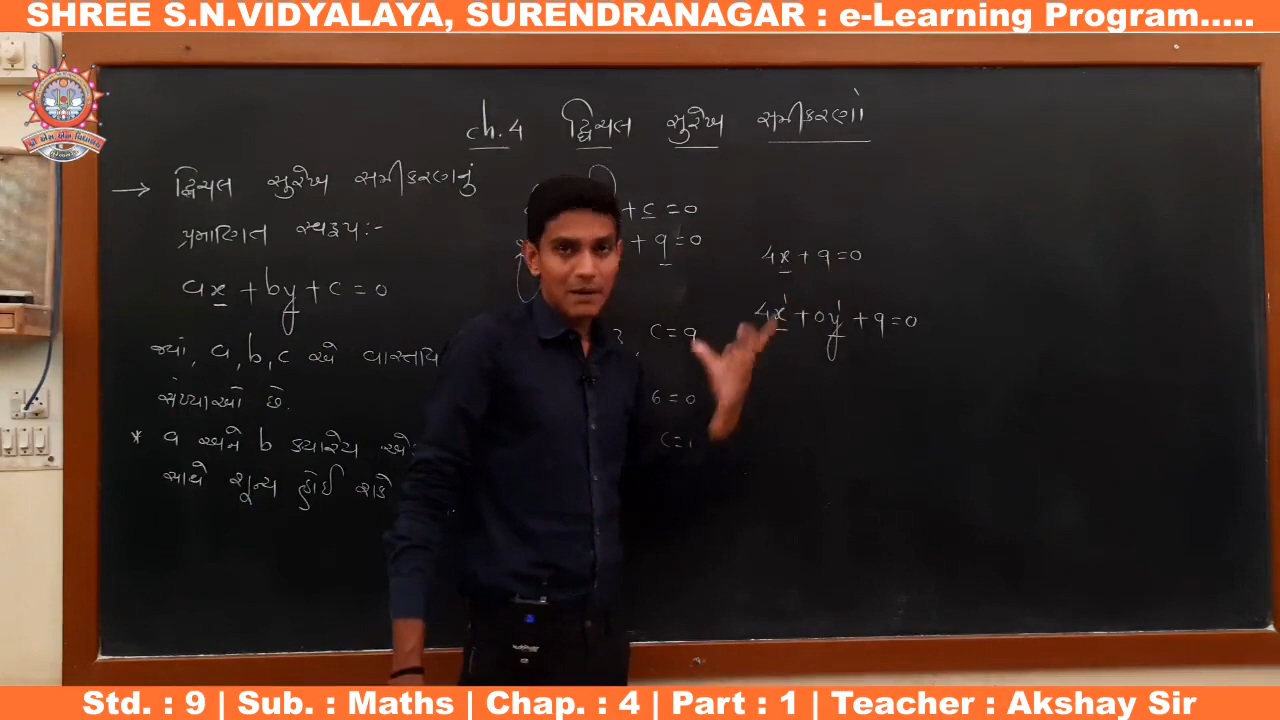 SHREE S.N.VIDYALAYA, SURENDRANAGAR : e-Learning Program.....
ch.4 દ્વિચલ સુરેખ સમીકરણો
→ દ્વિચલ સુરેખ સમીકરણનું
પ્રમાણિત સ્વરૂપ:-
ax + by + c = 0
જ્યાં, a, b, c એ વાસ્તવ
સંખ્યાઓ છે.
* a અને b ક્યારેય
સાથે શૂન્ય હોઈ શકે
+ c = 0
+ 9 = 0
c = 9
6 = 0
4x + 9 = 0
4x¹ + 0y¹ + 9 = 0
Std. : 9 | Sub. : Maths | Chap. : 4 | Part : 1 | Teacher : Akshay Sir